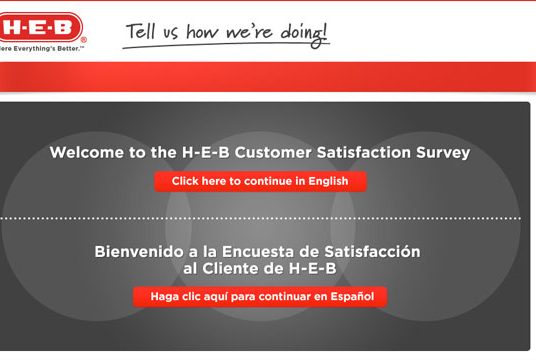 H-E-B
®
Here Everything's Better.™
Tell us how we're doing!
Welcome to the H-E-B Customer Satisfaction Survey
Click here to continue in English
Bienvenido a la Encuesta de Satisfacción
al Cliente de H-E-B
Haga clic aquí para continuar en Español